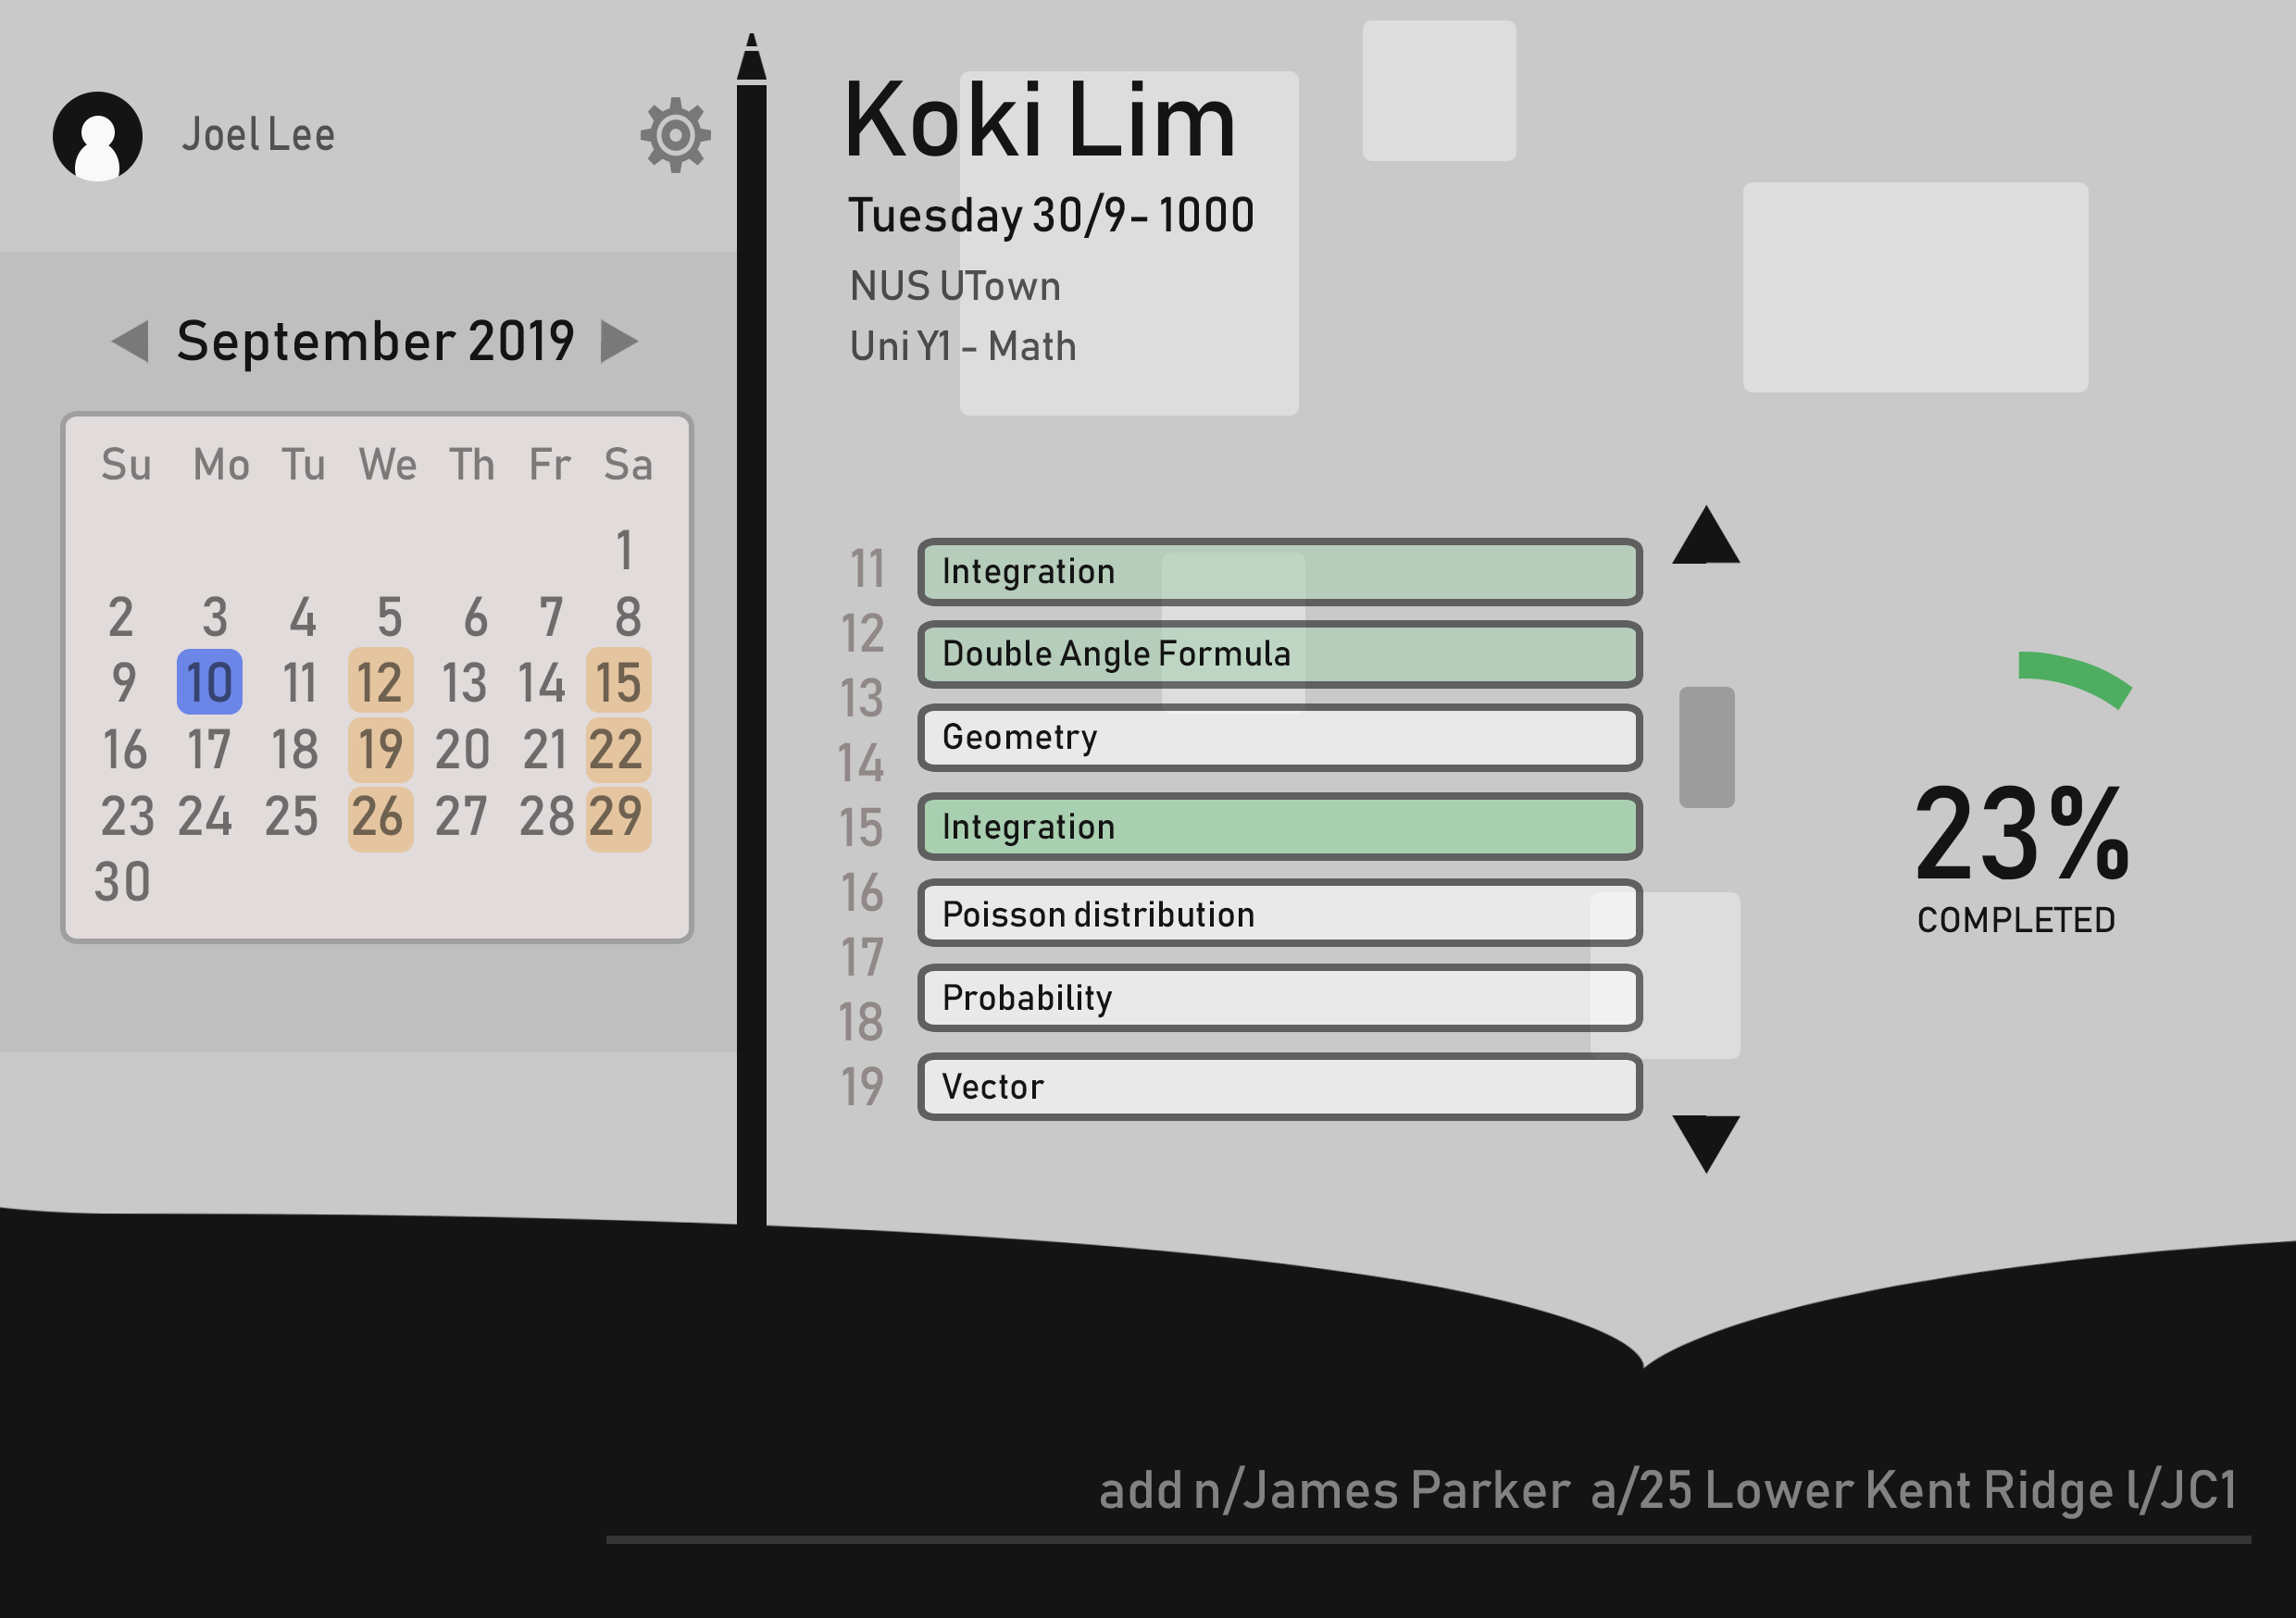 Joel Lee
September 2019
Su Mo Tu We Th Fr Sa
1
2 3 4 5 6 7 8
9 10 11 12 13 14 15
16 17 18 19 20 21 22
23 24 25 26 27 28 29
30
Koki Lim
Tuesday 30/9- 1000
NUS UTown
Uni Y1 - Math
11
12
13
14
15
16
17
18
19
Integration
Double Angle Formula
Geometry
Integration
Poisson distribution
Probability
Vector
23%
COMPLETED
add n/James Parker a/25 Lower Kent Ridge l/JC1